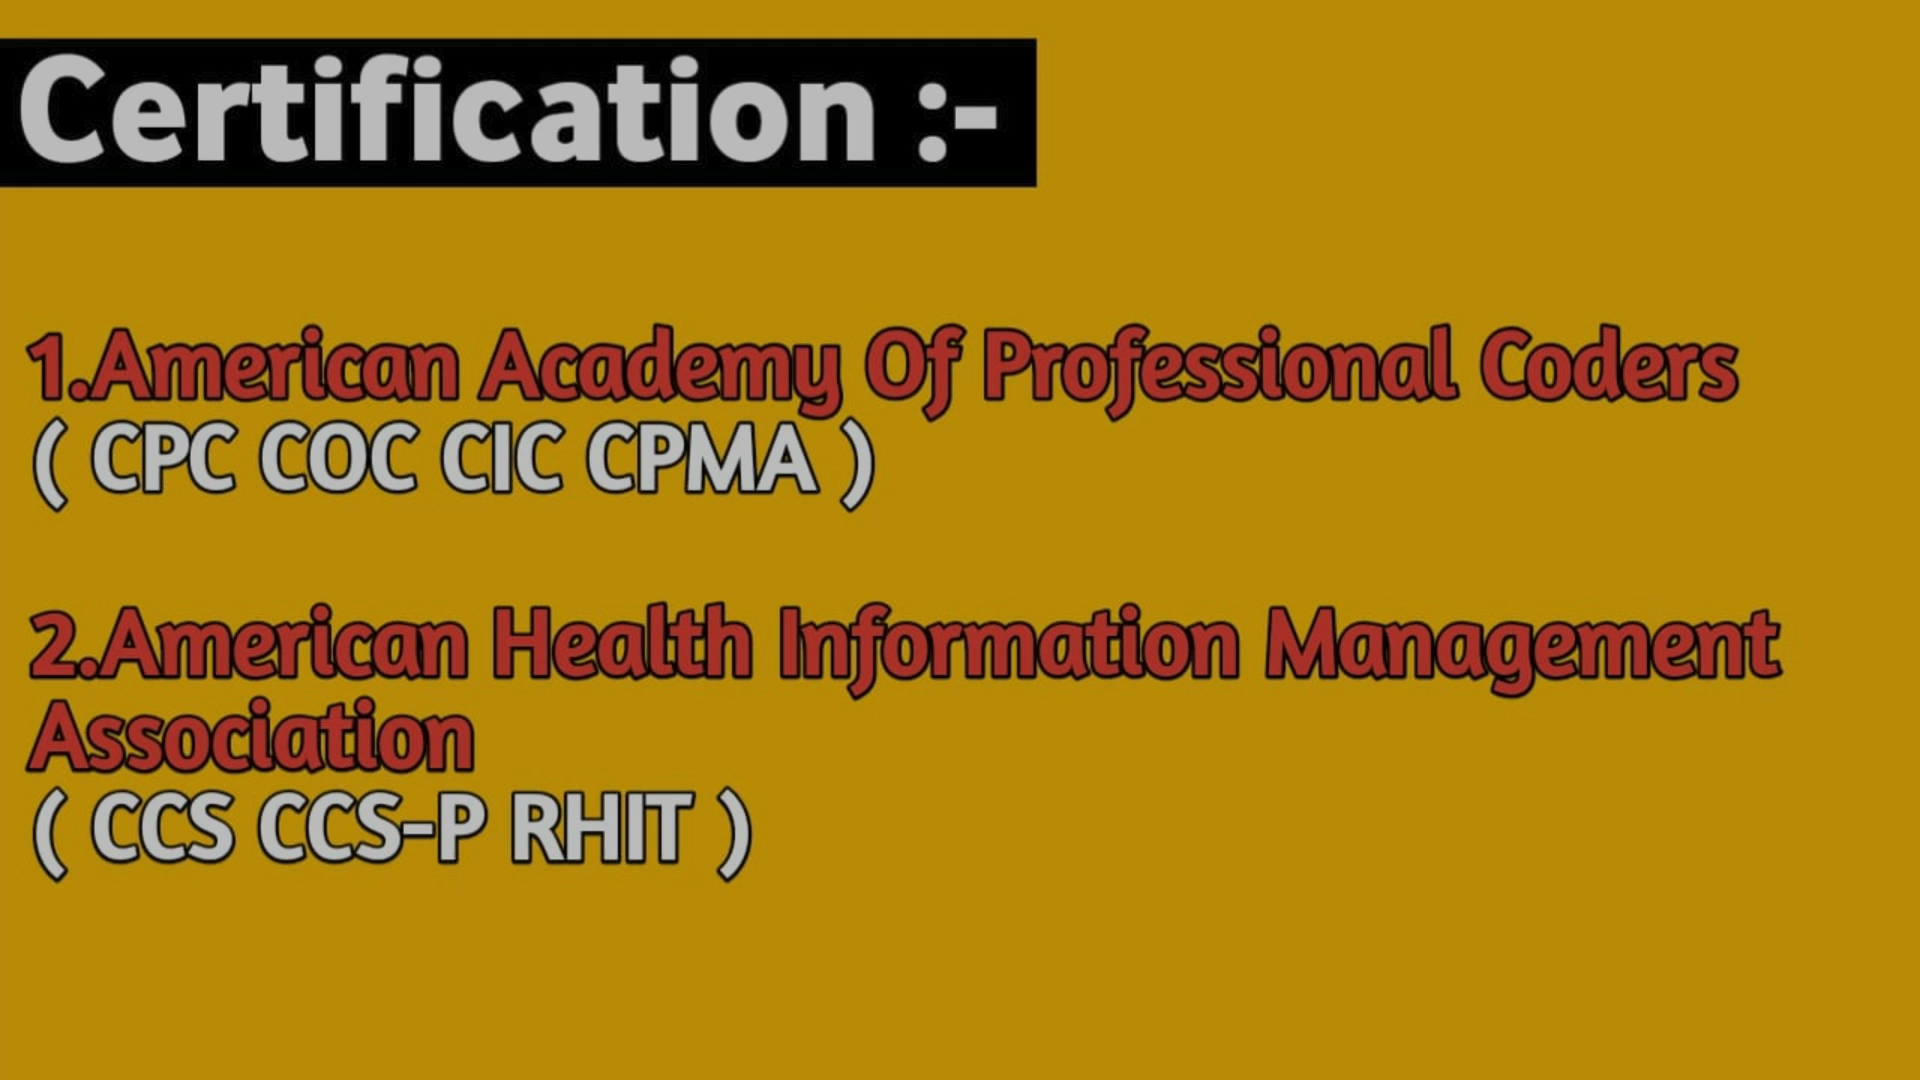 Certification :-
1.American Academy Of Professional Coders
( CPC COC CIC CPMA )
2.American Health Information Management
Association
( CCS CCS-P RHIT )